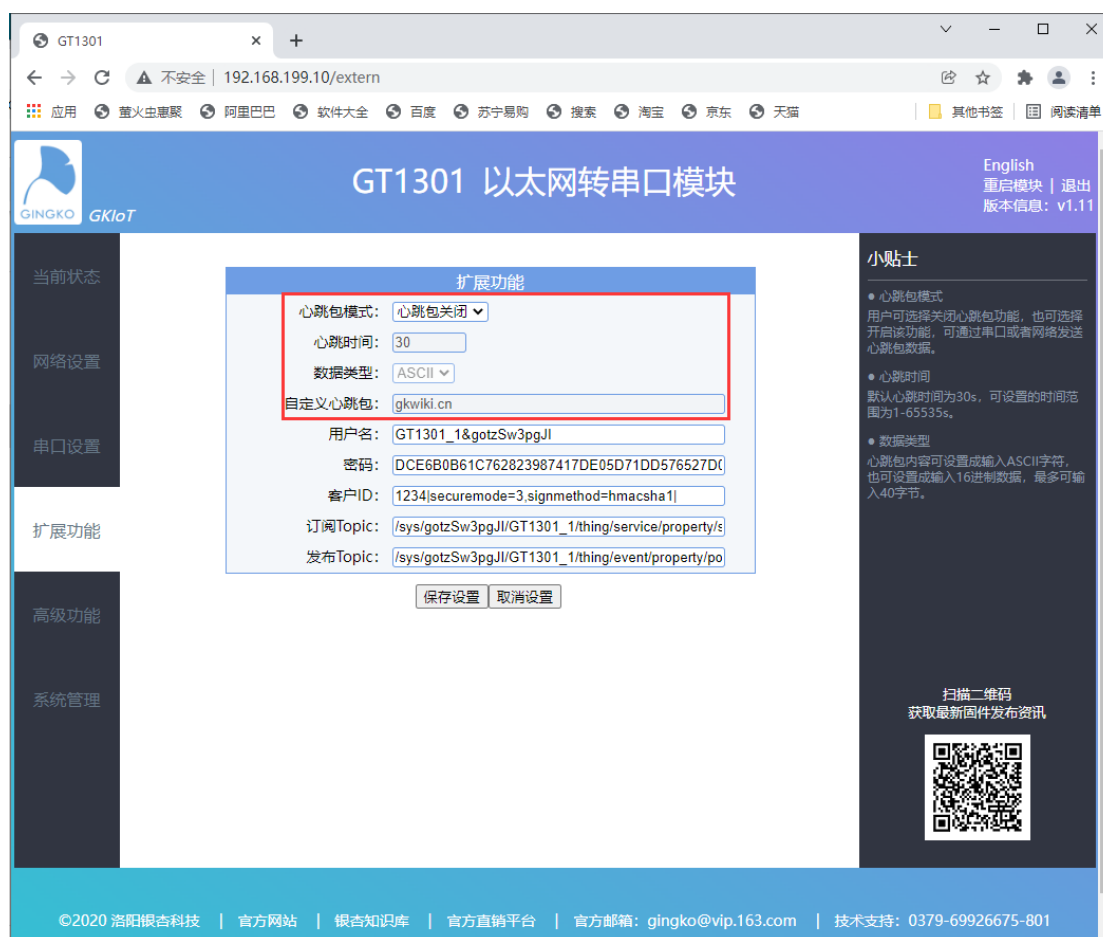 GT1301
不安全 | 192.168.199.10/extern
应用 萤火虫惠聚 阿里巴巴 软件大全 百度 苏宁易购 搜索 淘宝 京东 天猫 其他书签 阅读清单
GINGKO GKIoT
GT1301 以太网转串口模块
English
重启模块 | 退出
版本信息: v1.11
当前状态
网络设置
串口设置
扩展功能
高级功能
系统管理
扩展功能
心跳包模式: 心跳包关闭
心跳时间: 30
数据类型: ASCII
自定义心跳包: gkwiki.cn
用户名: GT1301_1&gotzSw3pgJI
密码: DCE6B0B61C762823987417DE05D71DD576527D(
客户ID: 1234|securemode=3,signmethod=hmacsha1|
订阅Topic: /sys/gotzSw3pgJI/GT1301_1/thing/service/property/s
发布Topic: /sys/gotzSw3pgJI/GT1301_1/thing/event/property/po
保存设置 取消设置
小贴士
● 心跳包模式
用户可选择关闭心跳包功能，也可选择
开启该功能，可通过串口或者网络发送
心跳包数据。
● 心跳时间
默认心跳时间为30s，可设置的时间范
围为1-65535s。
● 数据类型
心跳包内容可设置成输入ASCII字符，
也可设置成输入16进制数据，最多可输
入40字节。
扫描二维码
获取最新固件发布资讯
©2020 洛阳银杏科技 | 官方网站 | 银杏知识库 | 官方直销平台 | 官方邮箱: gingko@vip.163.com | 技术支持: 0379-69926675-801